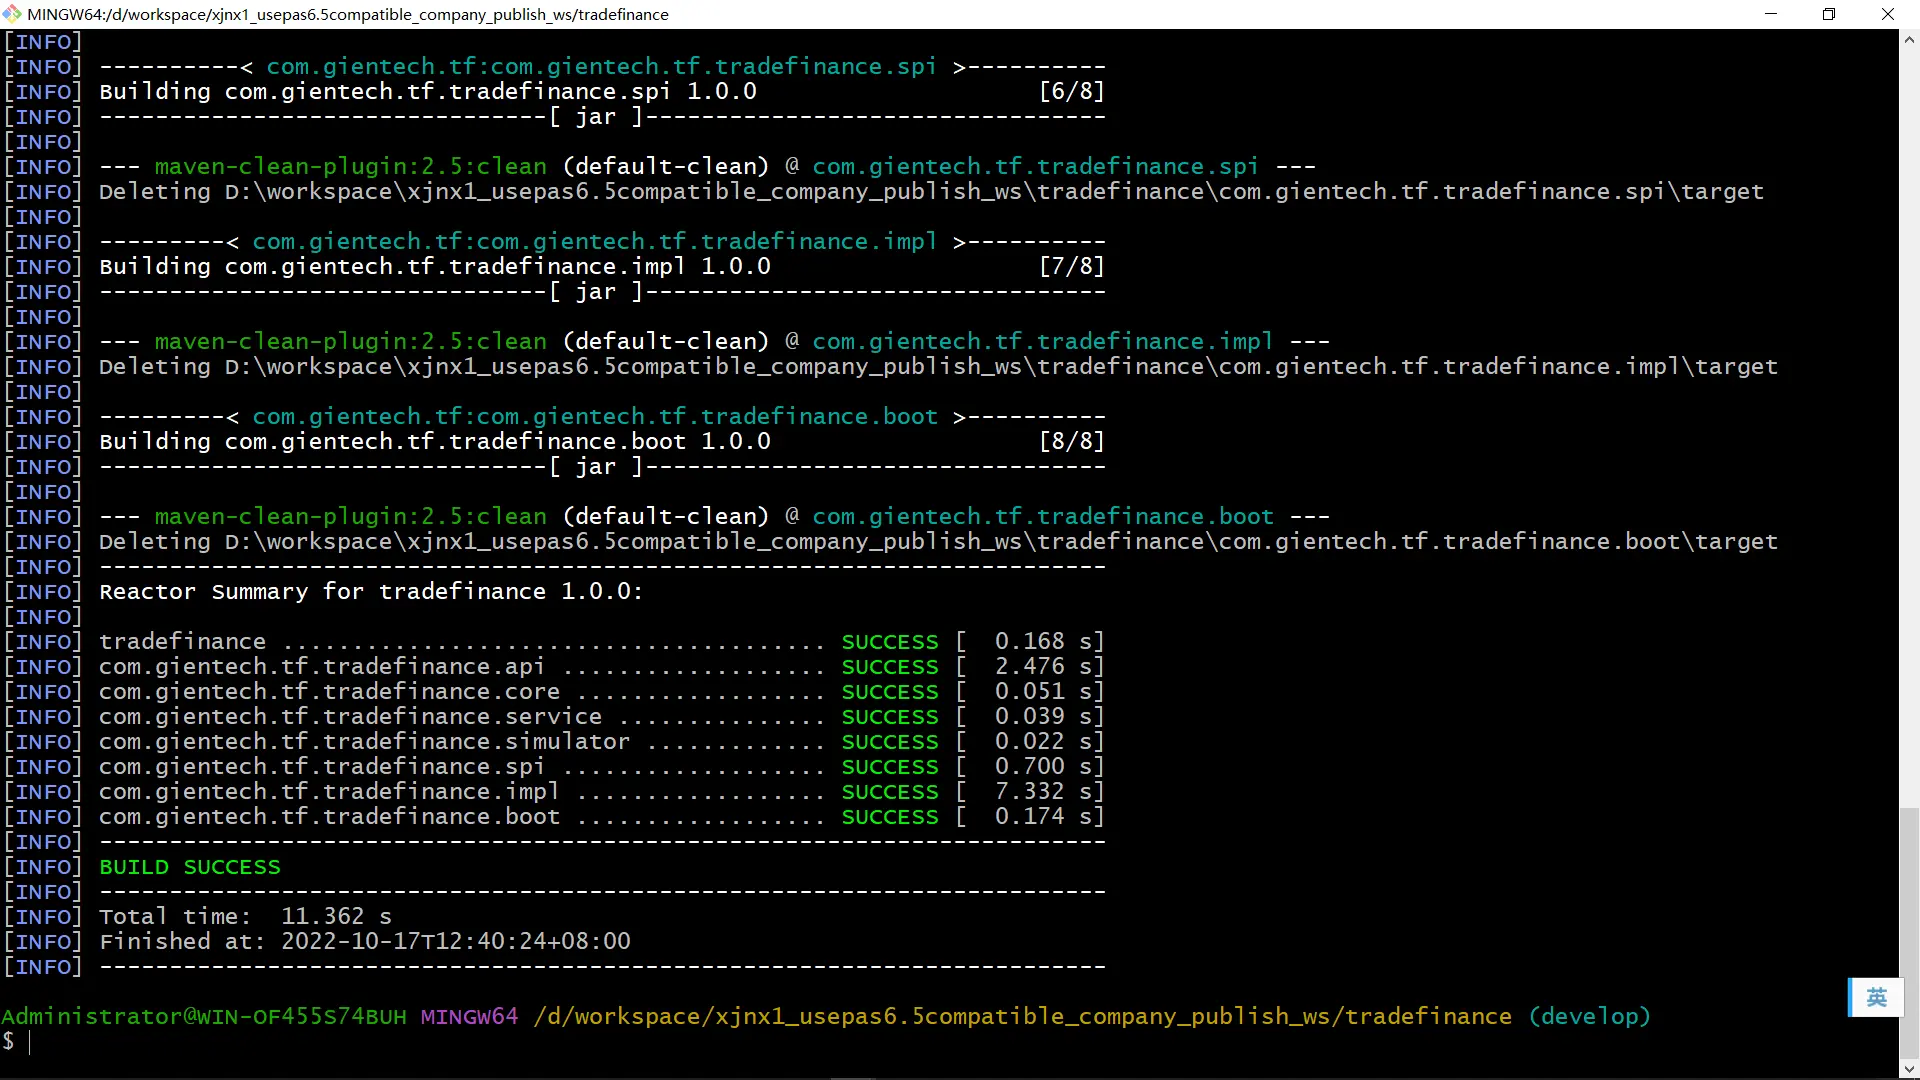 MINGW64:/d/workspace/xjnx1_usepas6.5compatible_company_publish_ws/tradefinance
[INFO]
[INFO] ----------< com.gientech.tf:com.gientech.tf.tradefinance.spi >----------
[INFO] Building com.gientech.tf.tradefinance.spi 1.0.0 [6/8]
[INFO] --------------------------------[ jar ]---------------------------------
[INFO]
[INFO] --- maven-clean-plugin:2.5:clean (default-clean) @ com.gientech.tf.tradefinance.spi ---
[INFO] Deleting D:\workspace\xjnx1_usepas6.5compatible_company_publish_ws\tradefinance\com.gientech.tf.tradefinance.spi\target
[INFO]
[INFO] ---------< com.gientech.tf:com.gientech.tf.tradefinance.impl >----------
[INFO] Building com.gientech.tf.tradefinance.impl 1.0.0 [7/8]
[INFO] --------------------------------[ jar ]---------------------------------
[INFO]
[INFO] --- maven-clean-plugin:2.5:clean (default-clean) @ com.gientech.tf.tradefinance.impl ---
[INFO] Deleting D:\workspace\xjnx1_usepas6.5compatible_company_publish_ws\tradefinance\com.gientech.tf.tradefinance.impl\target
[INFO]
[INFO] ---------< com.gientech.tf:com.gientech.tf.tradefinance.boot >----------
[INFO] Building com.gientech.tf.tradefinance.boot 1.0.0 [8/8]
[INFO] --------------------------------[ jar ]---------------------------------
[INFO]
[INFO] --- maven-clean-plugin:2.5:clean (default-clean) @ com.gientech.tf.tradefinance.boot ---
[INFO] Deleting D:\workspace\xjnx1_usepas6.5compatible_company_publish_ws\tradefinance\com.gientech.tf.tradefinance.boot\target
[INFO] ------------------------------------------------------------------------
[INFO] Reactor Summary for tradefinance 1.0.0:
[INFO]
[INFO] tradefinance ....................................... SUCCESS [  0.168 s]
[INFO] com.gientech.tf.tradefinance.api ................... SUCCESS [  2.476 s]
[INFO] com.gientech.tf.tradefinance.core .................. SUCCESS [  0.051 s]
[INFO] com.gientech.tf.tradefinance.service ............... SUCCESS [  0.039 s]
[INFO] com.gientech.tf.tradefinance.simulator ............. SUCCESS [  0.022 s]
[INFO] com.gientech.tf.tradefinance.spi ................... SUCCESS [  0.700 s]
[INFO] com.gientech.tf.tradefinance.impl .................. SUCCESS [  7.332 s]
[INFO] com.gientech.tf.tradefinance.boot .................. SUCCESS [  0.174 s]
[INFO] ------------------------------------------------------------------------
[INFO] BUILD SUCCESS
[INFO] ------------------------------------------------------------------------
[INFO] Total time:  11.362 s
[INFO] Finished at: 2022-10-17T12:40:24+08:00
[INFO] ------------------------------------------------------------------------
英
Administrator@WIN-OF455S74BUH MINGW64 /d/workspace/xjnx1_usepas6.5compatible_company_publish_ws/tradefinance (develop)
$